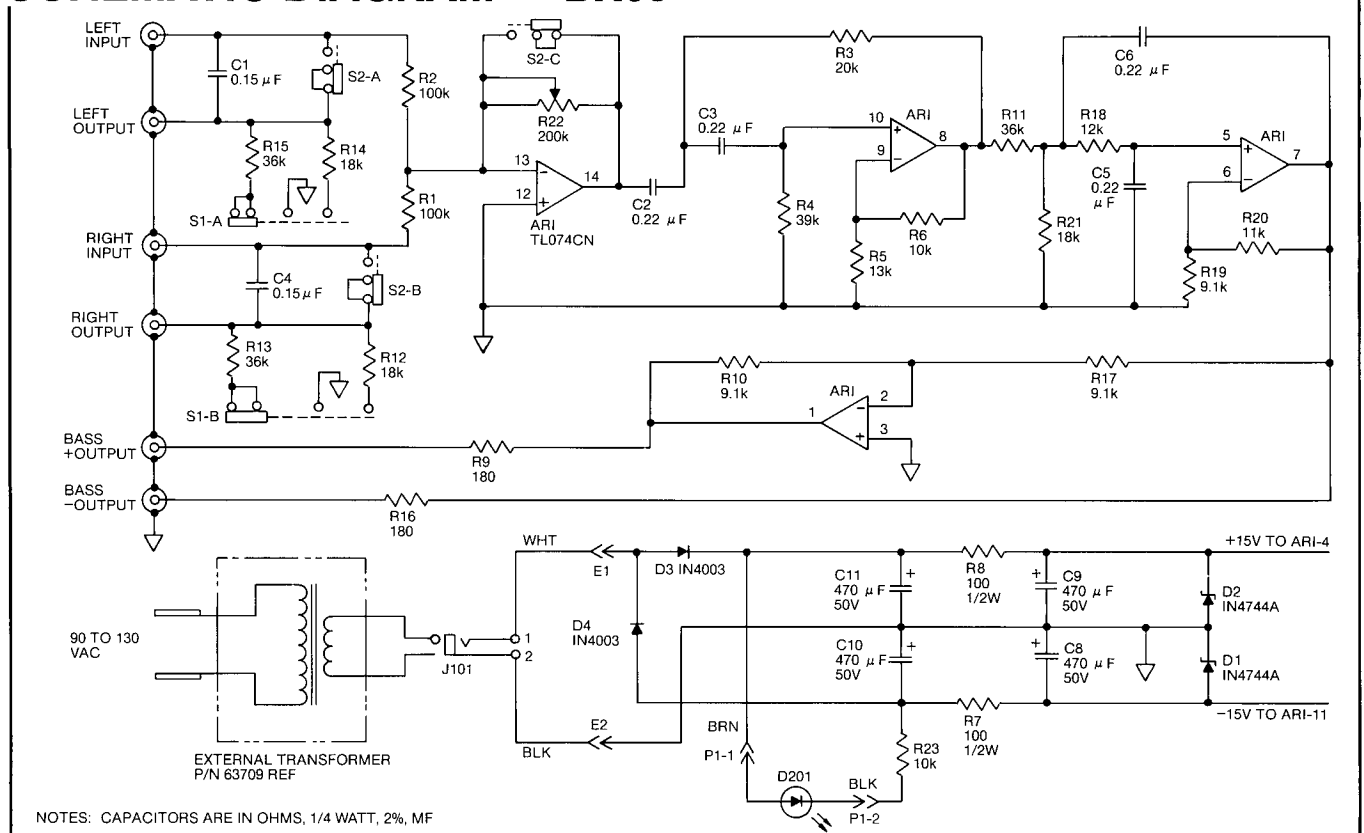 LEFT
INPUT
C1
0.15 μF
S2-A
R2
100k
LEFT
OUTPUT
R15
36k
R14
18k
S1-A
R1
100k
RIGHT
INPUT
C4
0.15μF
S2-B
RIGHT
OUTPUT
R13
36k
R12
18k
S1-B
S2-C
R22
200k
13
12
14
ARI
TL074CN
C2
0.22 μF
C3
0.22 μF
R3
20k
10
9
ARI
8
R4
39k
R5
13k
R6
10k
R11
36k
C6
0.22 μF
R18
12k
R21
18k
C5
0.22
μF
5
6
ARI
7
R20
11k
R19
9.1k
R10
9.1k
ARI
1
2
3
R17
9.1k
BASS
+OUTPUT
R9
180
BASS
−OUTPUT
R16
180
90 TO 130
VAC
EXTERNAL TRANSFORMER
P/N 63709 REF
J101
1
2
WHT
E1
D3 IN4003
D4
IN4003
E2
BLK
C11
470 μF
50V
+
R8
100
1/2W
+
C9
470 μF
50V
+15V TO ARI-4
D2
IN4744A
C10
470 μF
50V
+
+
C8
470 μF
50V
D1
IN4744A
−15V TO ARI-11
R7
100
1/2W
BRN
P1-1
R23
10k
D201
BLK
P1-2
NOTES: CAPACITORS ARE IN OHMS, 1/4 WATT, 2%, MF